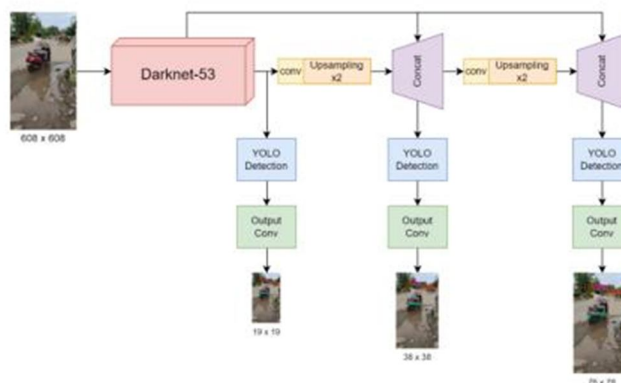 608 x 608
Darknet-53
conv
Upsampling
x2
Concat
conv
Upsampling
x2
Concat
YOLO
Detection
YOLO
Detection
YOLO
Detection
Output
Conv
Output
Conv
Output
Conv
19 x 19
38 x 38